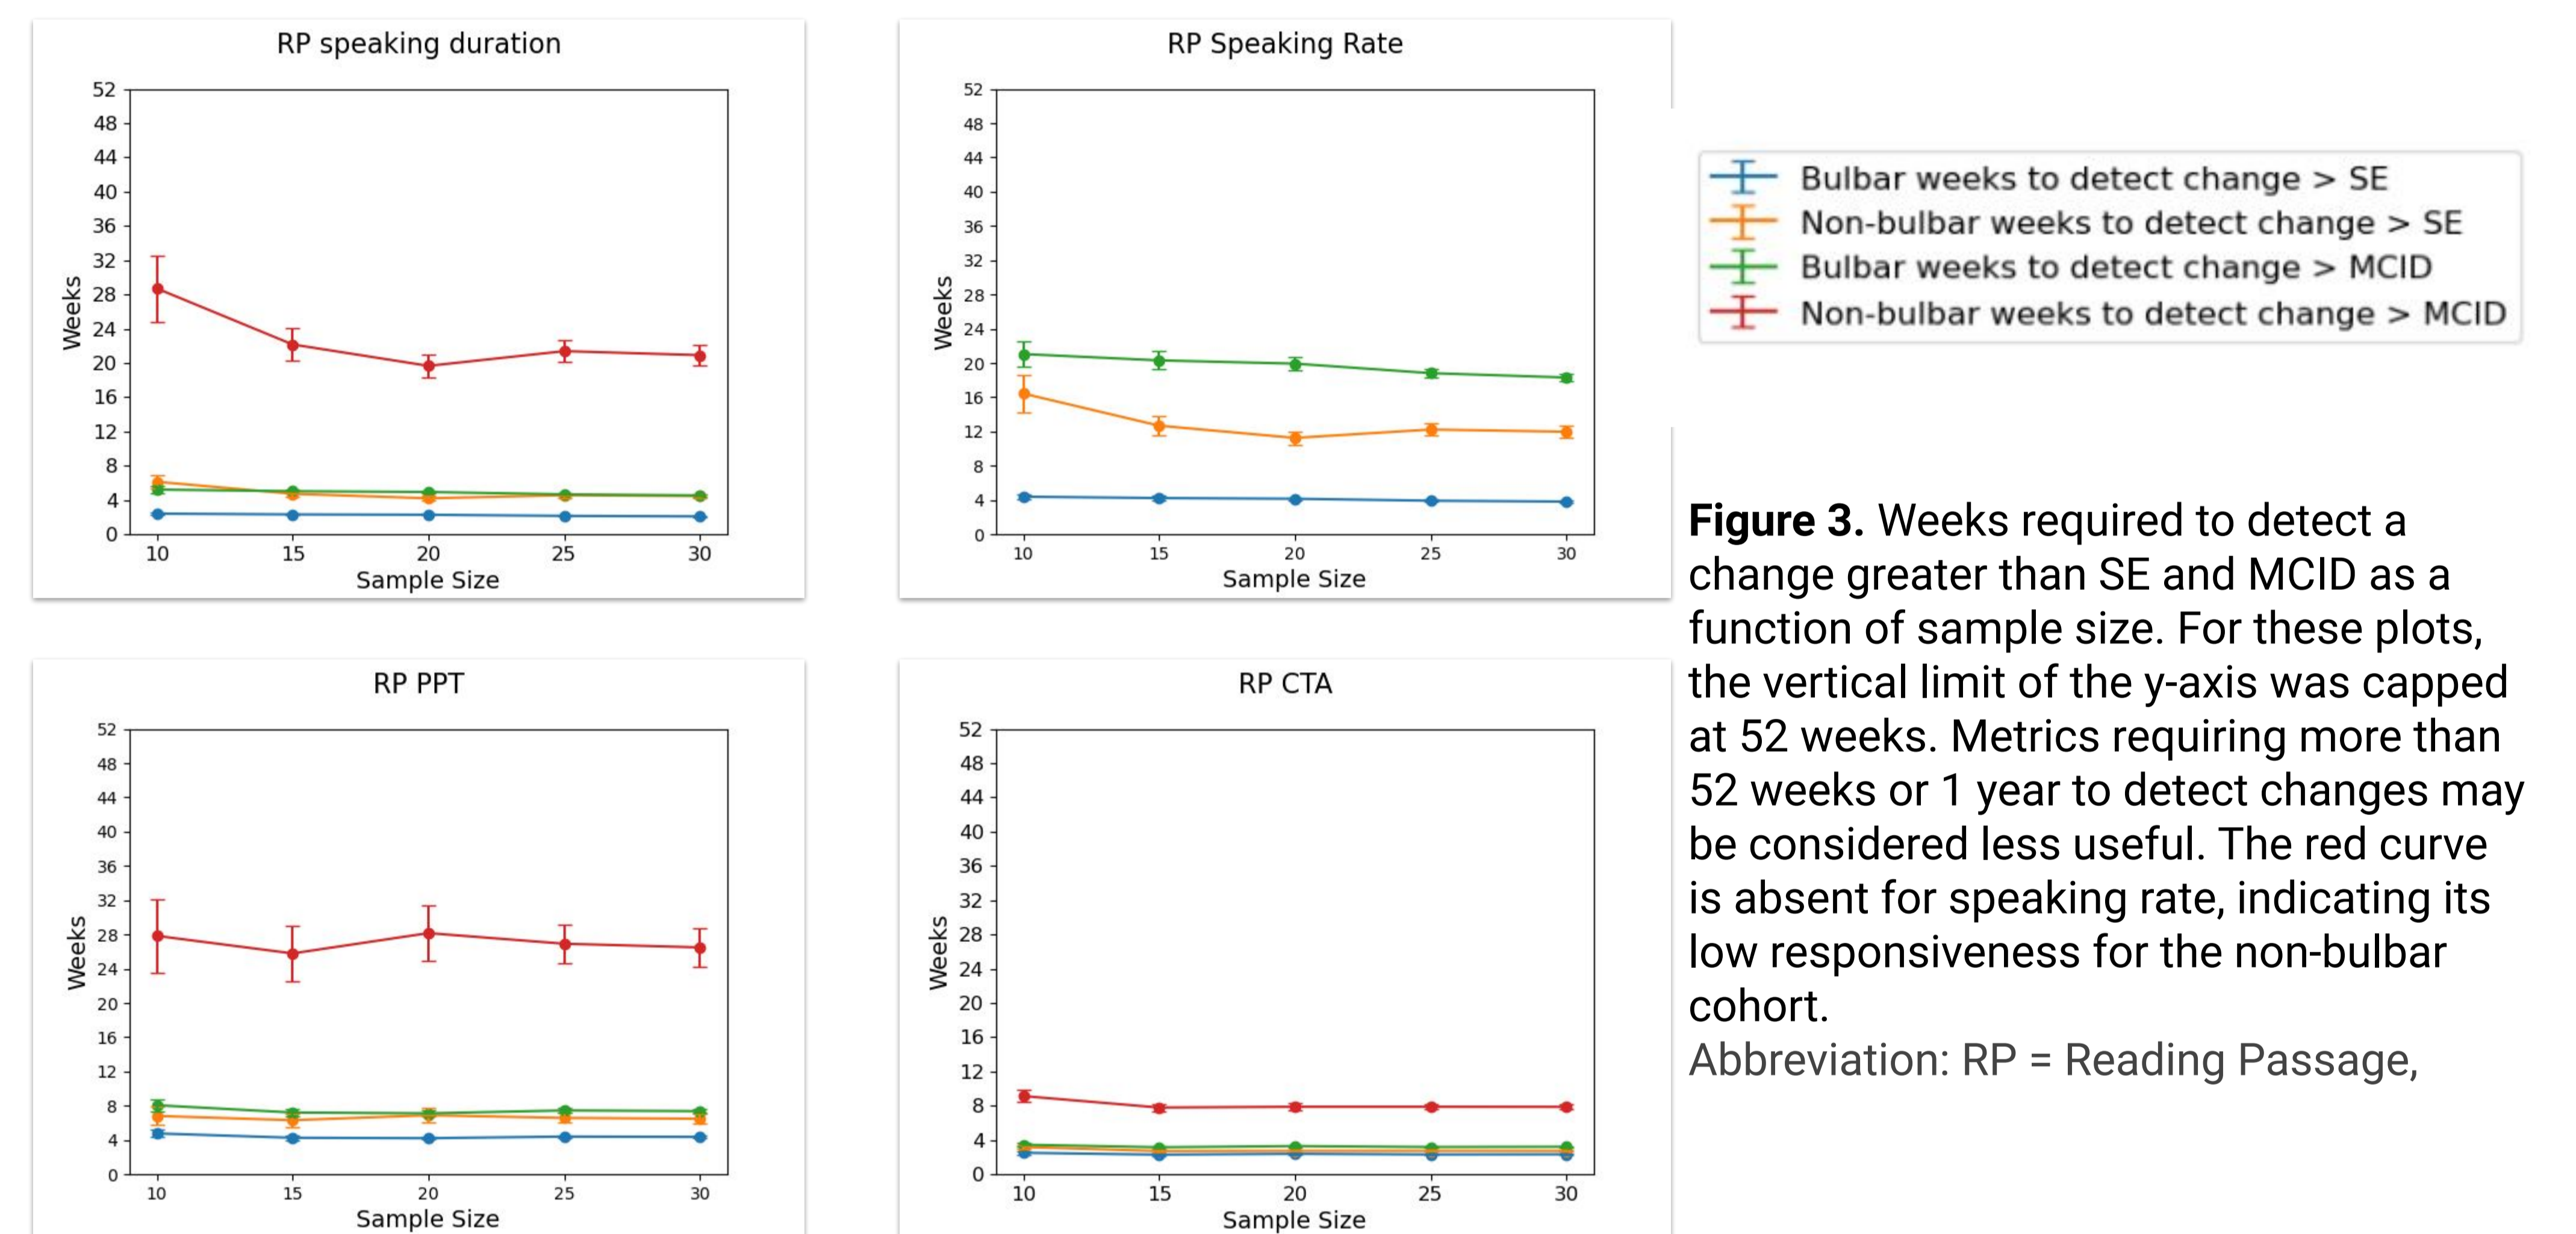 RP speaking duration
52
48
44
40
36
32
28
24
20
16
12
8
4
0
Weeks
10 15 20 25 30
Sample Size
RP Speaking Rate
52
48
44
40
36
32
28
24
20
16
12
8
4
0
Weeks
10 15 20 25 30
Sample Size
Bulbar weeks to detect change > SE
Non-bulbar weeks to detect change > SE
Bulbar weeks to detect change > MCID
Non-bulbar weeks to detect change > MCID
RP PPT
52
48
44
40
36
32
28
24
20
16
12
8
4
0
Weeks
10 15 20 25 30
Sample Size
RP CTA
52
48
44
40
36
32
28
24
20
16
12
8
4
0
Weeks
10 15 20 25 30
Sample Size
Figure 3. Weeks required to detect a
change greater than SE and MCID as a
function of sample size. For these plots,
the vertical limit of the y-axis was capped
at 52 weeks. Metrics requiring more than
52 weeks or 1 year to detect changes may
be considered less useful. The red curve
is absent for speaking rate, indicating its
low responsiveness for the non-bulbar
cohort.
Abbreviation: RP = Reading Passage,